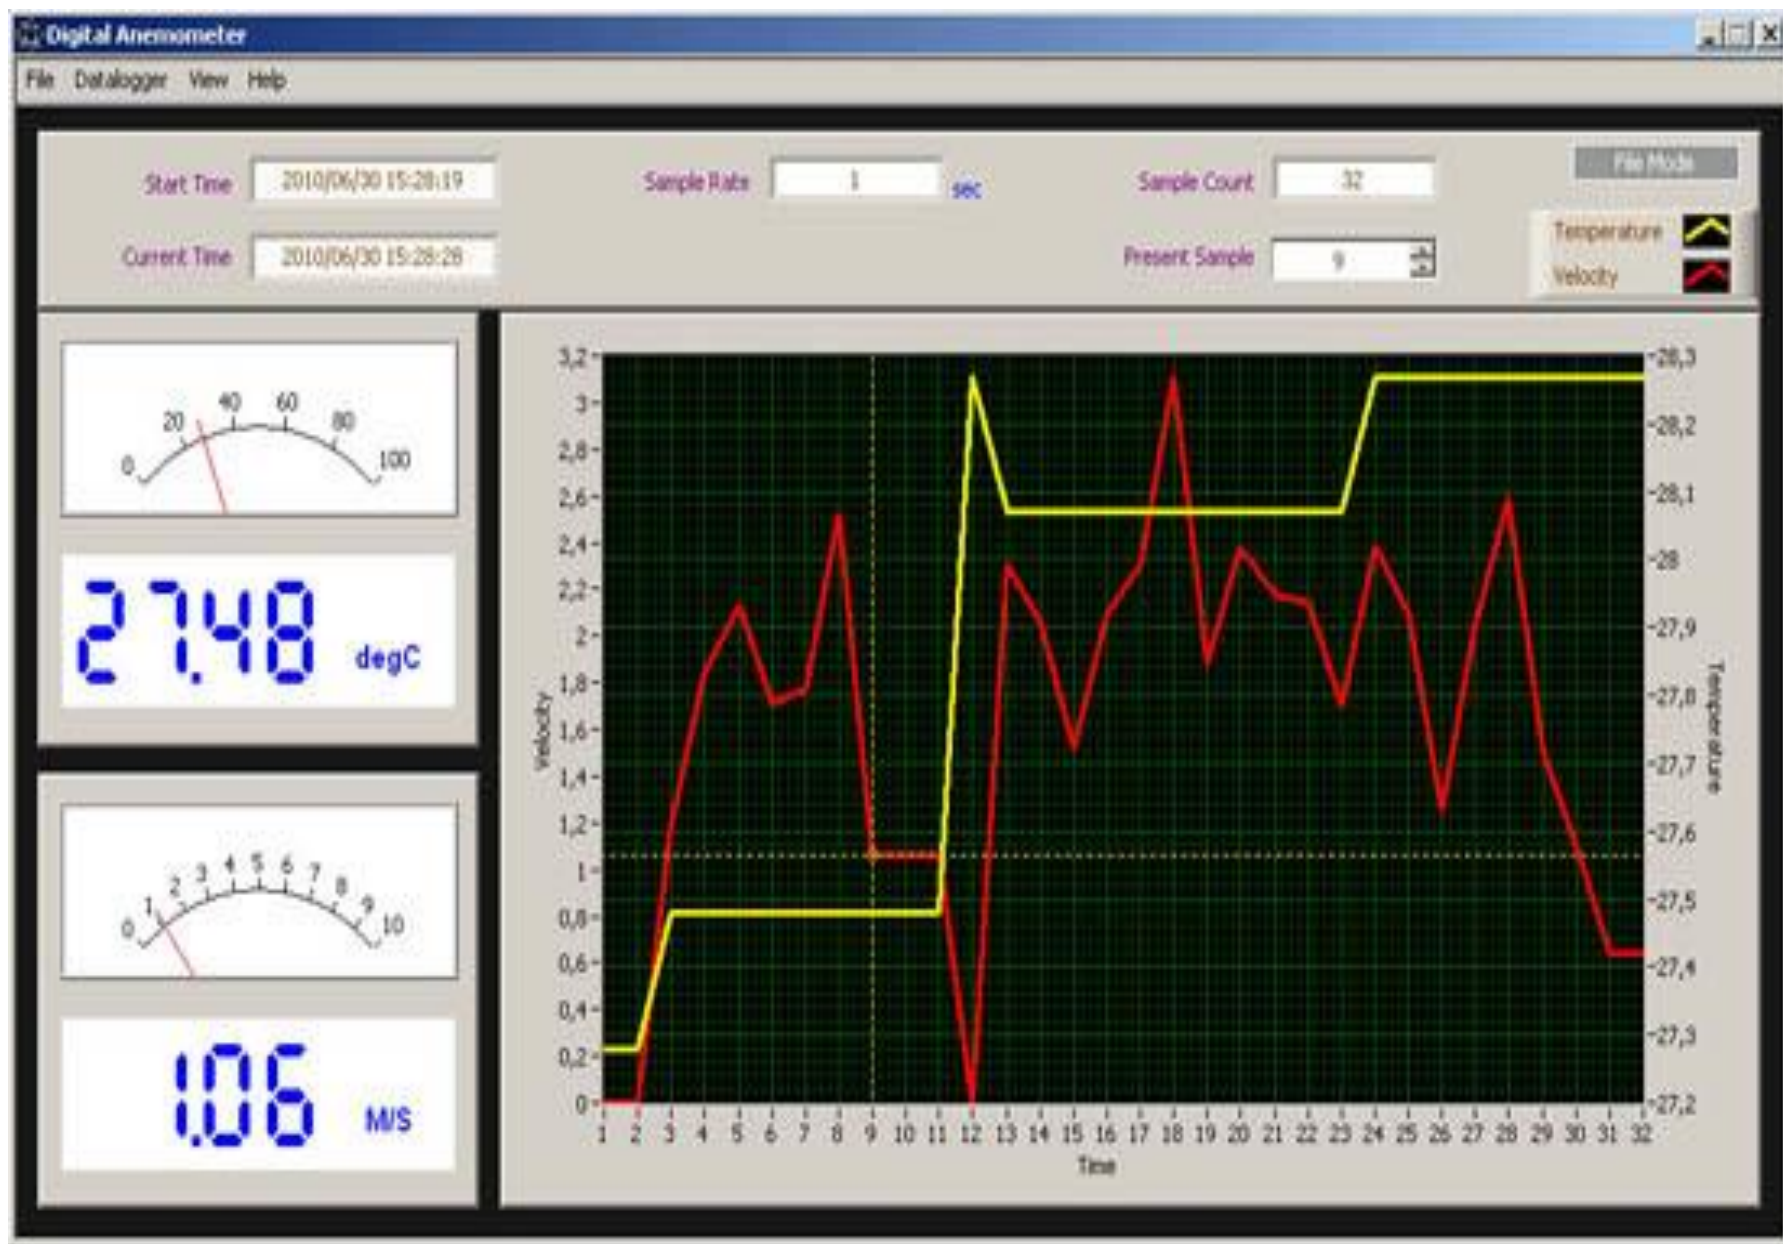 Digital Anemometer
File Datalogger View Help
Start Time 2010/06/30 15:28:19 Sample Rate 1 sec Sample Count 32 File Mode
Current Time 2010/06/30 15:28:28 Present Sample 9
Temperature
Velocity
0 20 40 60 80 100
27.48 degC
0 1 2 3 4 5 6 7 8 9 10
1.06 M/S
Velocity
3,2
3
2,8
2,6
2,4
2,2
2
1,8
1,6
1,4
1,2
1
0,8
0,6
0,4
0,2
0
28,3
28,2
28,1
28
27,9
27,8
27,7
27,6
27,5
27,4
27,3
27,2
Temperature
1 2 3 4 5 6 7 8 9 10 11 12 13 14 15 16 17 18 19 20 21 22 23 24 25 26 27 28 29 30 31 32
Time